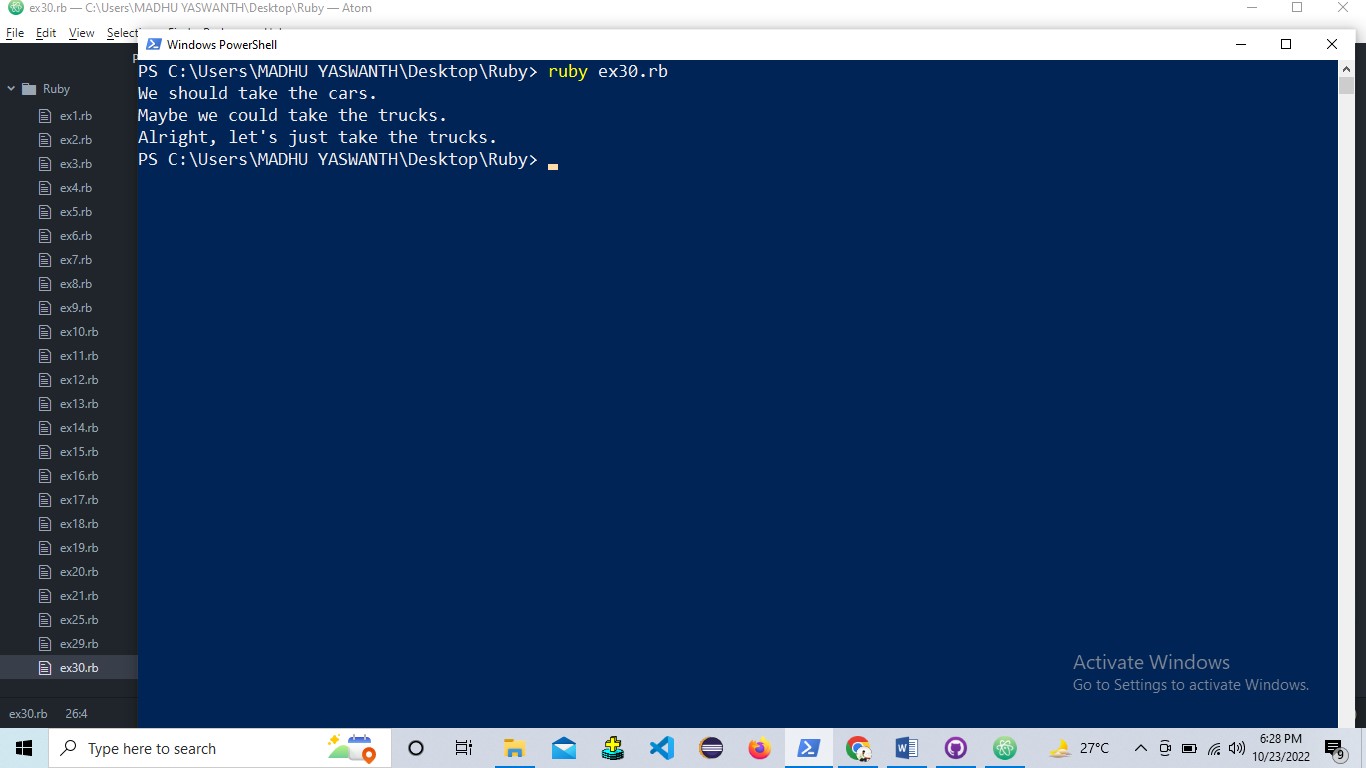 ex30.rb — C:\Users\MADHU YASWANTH\Desktop\Ruby — Atom
File Edit View Select
Windows PowerShell
PS C:\Users\MADHU YASWANTH\Desktop\Ruby> ruby ex30.rb
We should take the cars.
Maybe we could take the trucks.
Alright, let's just take the trucks.
PS C:\Users\MADHU YASWANTH\Desktop\Ruby>
Ruby
ex1.rb
ex2.rb
ex3.rb
ex4.rb
ex5.rb
ex6.rb
ex7.rb
ex8.rb
ex9.rb
ex10.rb
ex11.rb
ex12.rb
ex13.rb
ex14.rb
ex15.rb
ex16.rb
ex17.rb
ex18.rb
ex19.rb
ex20.rb
ex21.rb
ex25.rb
ex29.rb
ex30.rb
Activate Windows
Go to Settings to activate Windows.
ex30.rb 26:4
Type here to search
27°C
6:28 PM
10/23/2022
9